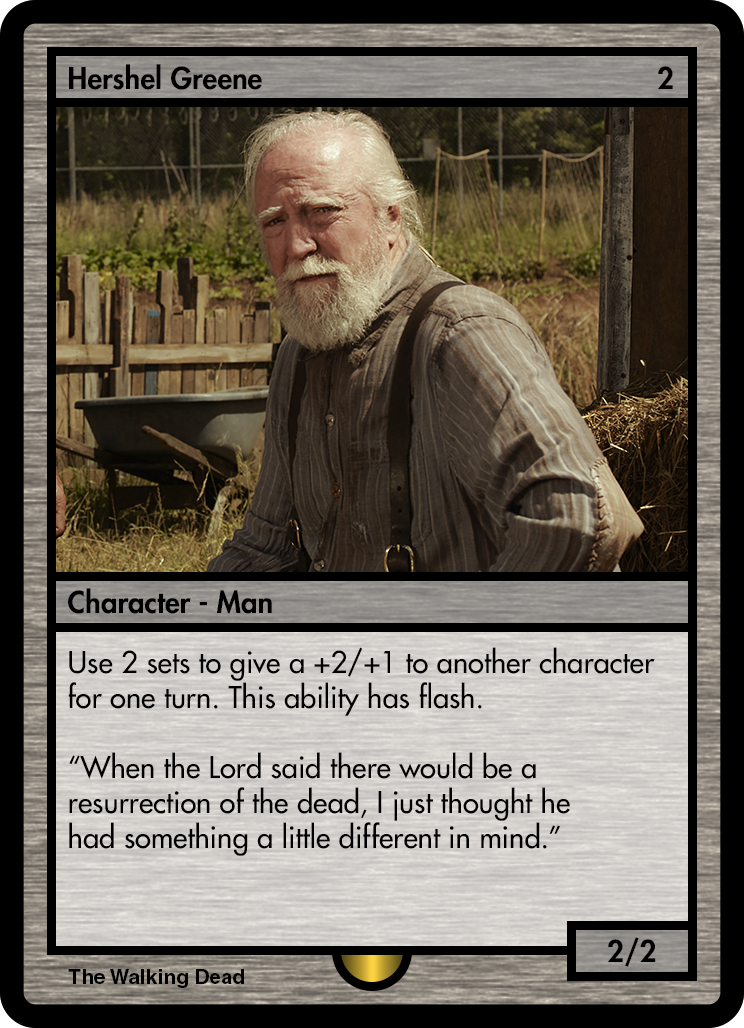 Hershel Greene 2
Character - Man
Use 2 sets to give a +2/+1 to another character
for one turn. This ability has flash.
“When the Lord said there would be a
resurrection of the dead, I just thought he
had something a little different in mind.”
2/2
The Walking Dead